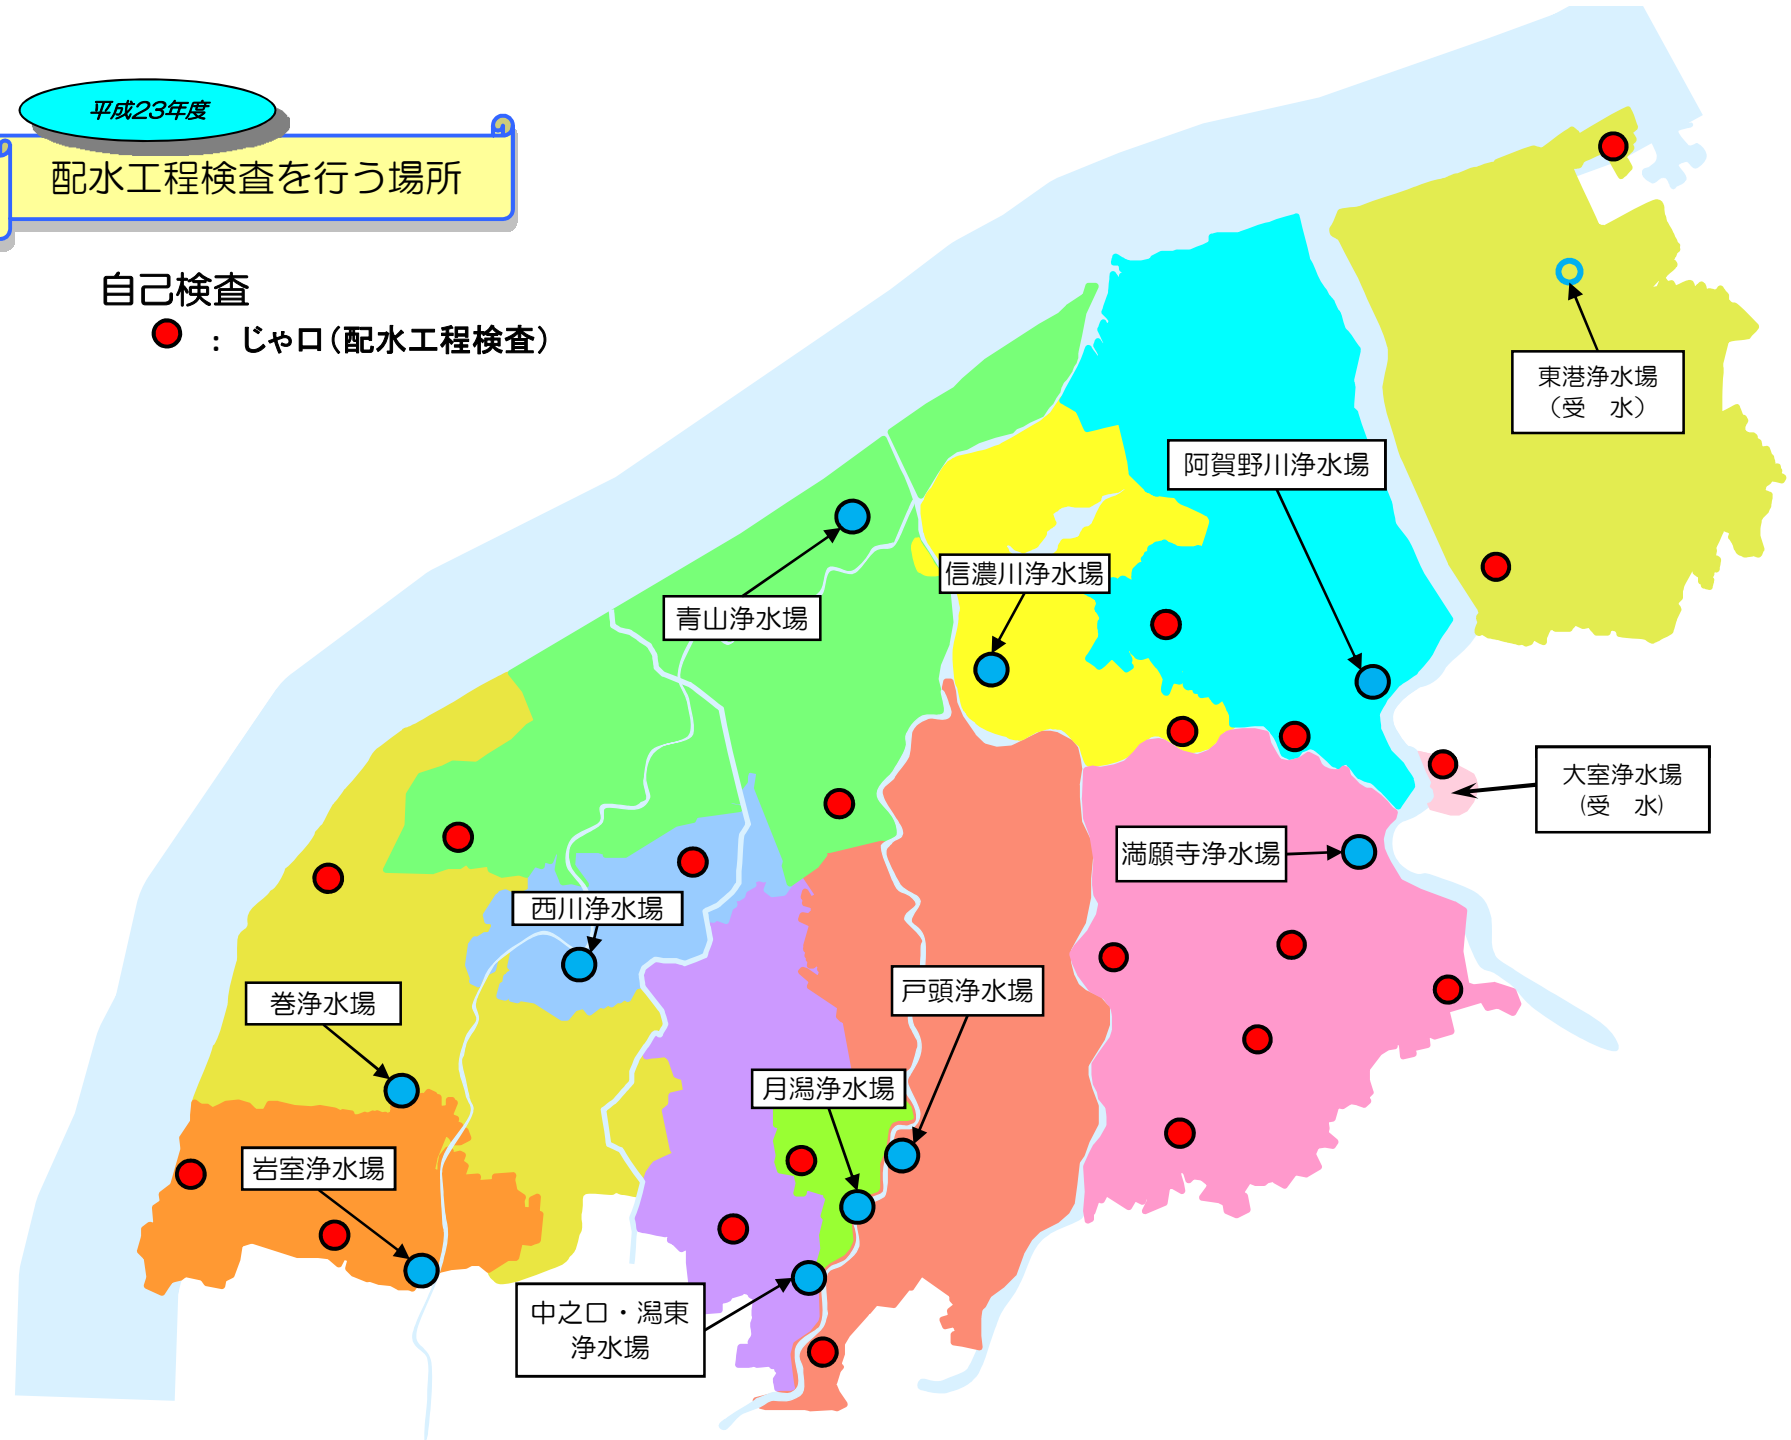 平成23年度
配水工程検査を行う場所
自己検査
：じゃ口（配水工程検査）
東港浄水場
（受　水）
阿賀野川浄水場
信濃川浄水場
青山浄水場
大室浄水場
（受　水）
満願寺浄水場
西川浄水場
戸頭浄水場
巻浄水場
月潟浄水場
岩室浄水場
中之口・潟東
浄水場